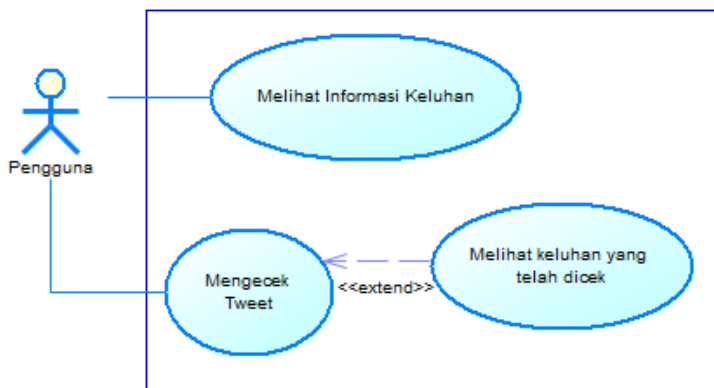 Melihat Informasi Keluhan
Pengguna
Mengecek
Tweet
<<extend>>
Melihat keluhan yang
telah dicek